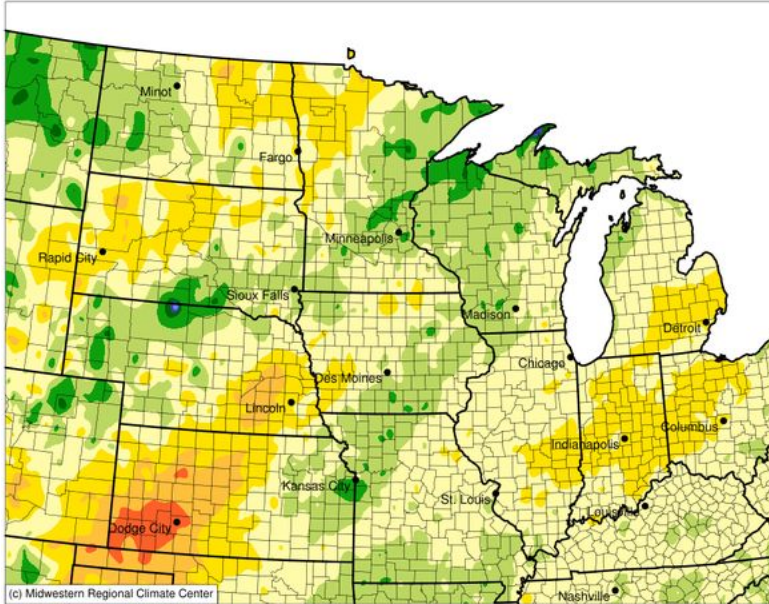 Minot
Fargo
Minneapolis
Rapid City
Sioux Falls
Madison
Detroit
Chicago
Des Moines
Lincoln
Columbus
Indianapolis
Kansas City
St. Louis
Louisville
Dodge City
Nashville
(c) Midwestern Regional Climate Center